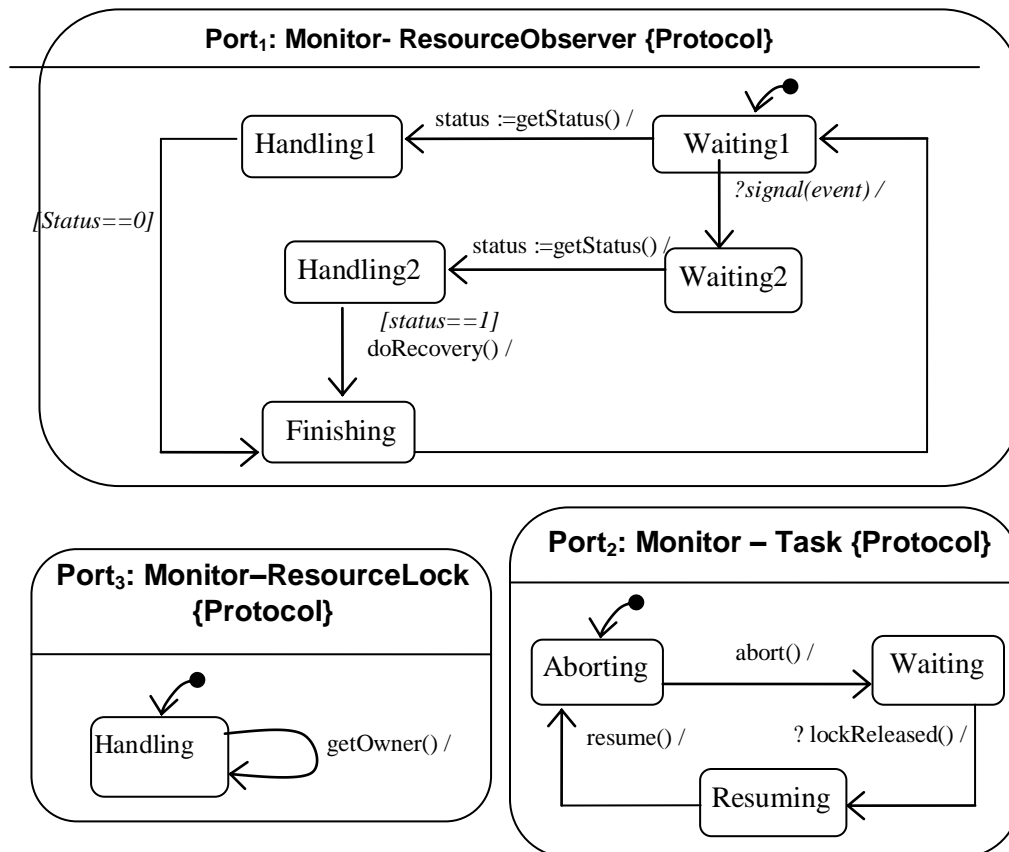 Port₁: Monitor- ResourceObserver {Protocol}
status :=getStatus() /
Handling1
Waiting1
?signal(event) /
[Status==0]
status :=getStatus() /
Handling2
Waiting2
[status==1]
doRecovery() /
Finishing
Port₂: Monitor – Task {Protocol}
Aborting
abort() /
Waiting
resume() /
? lockReleased() /
Resuming
Port₃: Monitor–ResourceLock
{Protocol}
Handling
getOwner() /